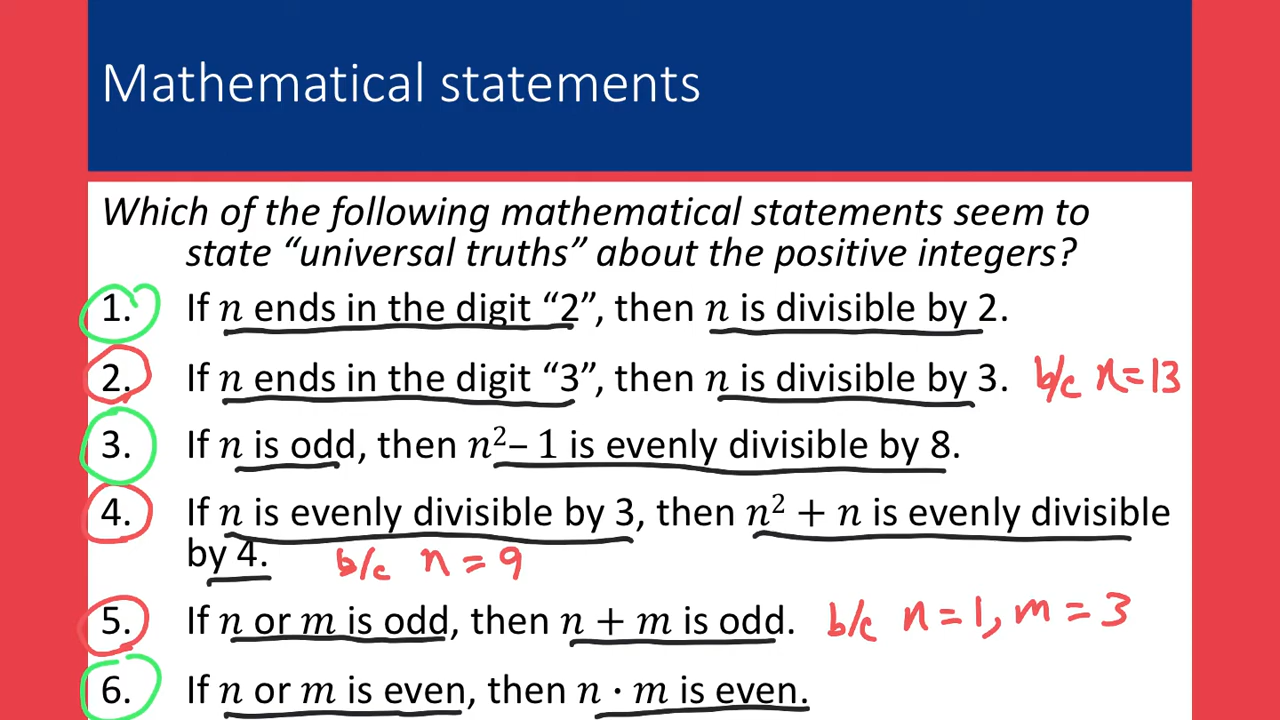 Mathematical statements
Which of the following mathematical statements seem to
state “universal truths” about the positive integers?
1. If n ends in the digit “2”, then n is divisible by 2.
2. If n ends in the digit “3”, then n is divisible by 3. b/c n=13
3. If n is odd, then n²– 1 is evenly divisible by 8.
4. If n is evenly divisible by 3, then n² + n is evenly divisible
by 4. b/c n = 9
5. If n or m is odd, then n + m is odd. b/c n=1, m=3
6. If n or m is even, then n · m is even.